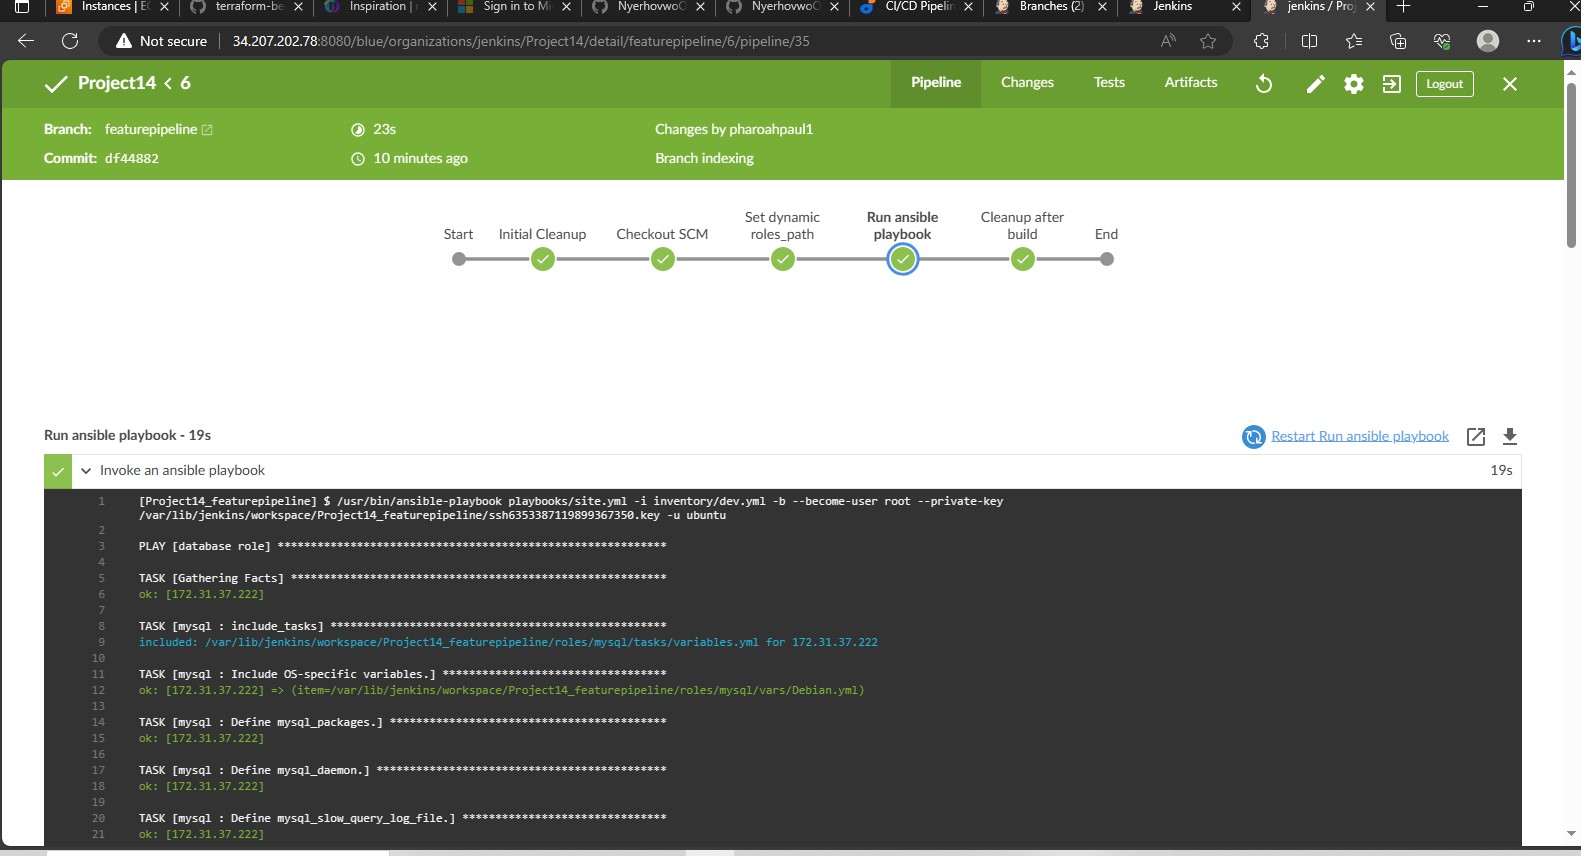 Instances | EC
terraform-be
Inspiration |
Sign in to Mi
NyerhovwoO
NyerhovwoO
CI/CD Pipelin
Branches (2)
Jenkins
jenkins / Proj
Not secure
34.207.202.78:8080/blue/organizations/jenkins/Project14/detail/featurepipeline/6/pipeline/35
Project14 < 6
Pipeline
Changes
Tests
Artifacts
Logout
Branch: featurepipeline
23s
Changes by pharoahpaul1
Commit: df44882
10 minutes ago
Branch indexing
Start
Initial Cleanup
Checkout SCM
Set dynamic
roles_path
Run ansible
playbook
Cleanup after
build
End
Run ansible playbook - 19s
Restart Run ansible playbook
Invoke an ansible playbook
19s
1 [Project14_featurepipeline] $ /usr/bin/ansible-playbook playbooks/site.yml -i inventory/dev.yml -b --become-user root --private-key
/var/lib/jenkins/workspace/Project14_featurepipeline/ssh6353387119899367350.key -u ubuntu
2
3 PLAY [database role] ***********************************************************
4
5 TASK [Gathering Facts] *********************************************************
6 ok: [172.31.37.222]
7
8 TASK [mysql : include_tasks] ***************************************************
9 included: /var/lib/jenkins/workspace/Project14_featurepipeline/roles/mysql/tasks/variables.yml for 172.31.37.222
10
11 TASK [mysql : Include OS-specific variables.] **********************************
12 ok: [172.31.37.222] => (item=/var/lib/jenkins/workspace/Project14_featurepipeline/roles/mysql/vars/Debian.yml)
13
14 TASK [mysql : Define mysql_packages.] ******************************************
15 ok: [172.31.37.222]
16
17 TASK [mysql : Define mysql_daemon.] ********************************************
18 ok: [172.31.37.222]
19
20 TASK [mysql : Define mysql_slow_query_log_file.] *******************************
21 ok: [172.31.37.222]